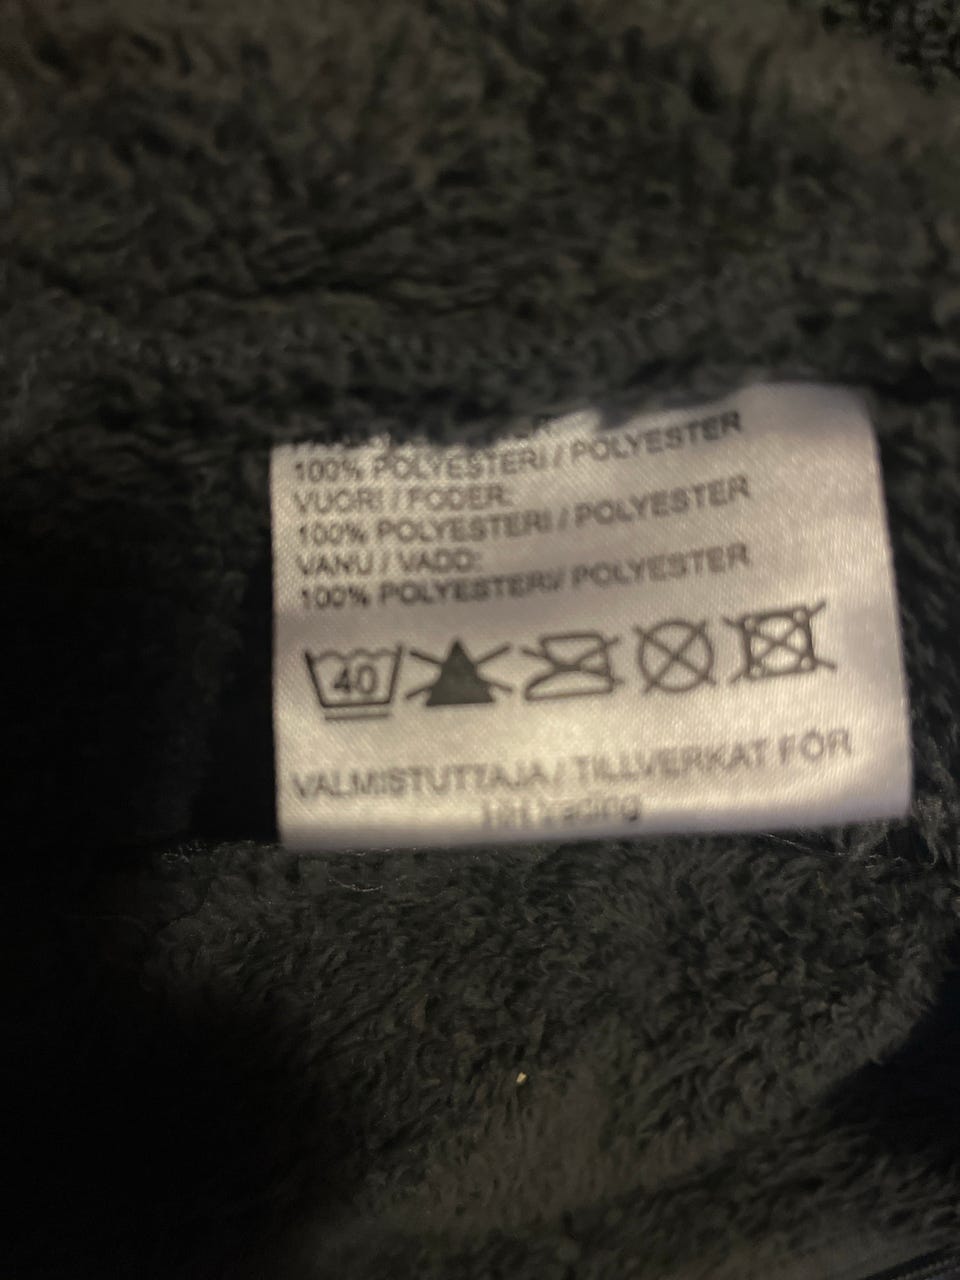 100% POLYESTERI / POLYESTER
VUORI / FODER:
100% POLYESTERI / POLYESTER
VANU / VADD:
100% POLYESTERI/ POLYESTER
40
VALMISTUTTAJA / TILLVERKAT FÖR